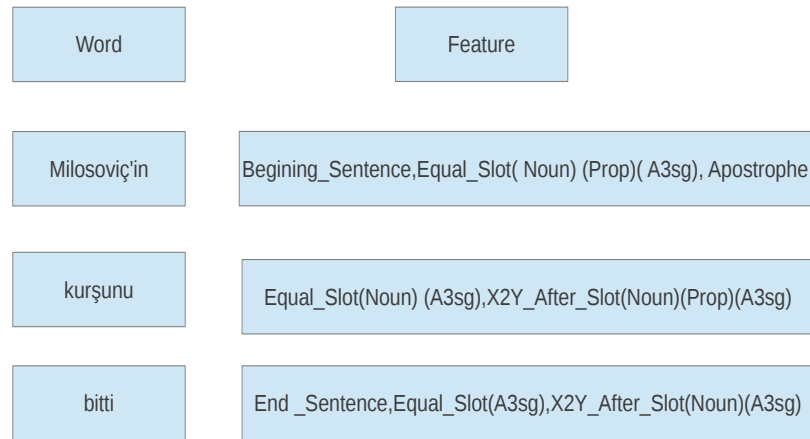 Word Feature
Milosoviç'in Begining_Sentence,Equal_Slot( Noun) (Prop)( A3sg), Apostrophe
kurşunu Equal_Slot(Noun) (A3sg),X2Y_After_Slot(Noun)(Prop)(A3sg)
bitti End _Sentence,Equal_Slot(A3sg),X2Y_After_Slot(Noun)(A3sg)